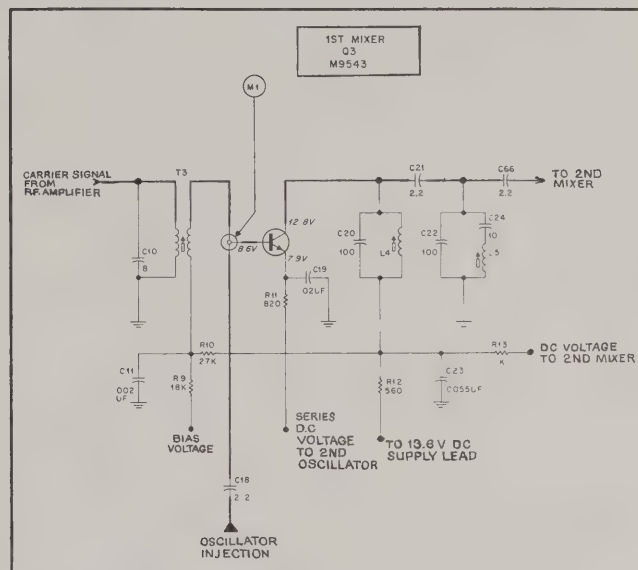 1ST MIXER
Q3
M9543
M1
CARRIER SIGNAL
FROM
R.F. AMPLIFIER
T3
C10
8
12.8V
8.6V
7.9V
C19
.02UF
R11
820
C20
100
L4
C21
2.2
C22
100
C24
10
L5
C66
2.2
TO 2ND
MIXER
C11
.002
UF
R10
27K
R9
18K
BIAS
VOLTAGE
C18
2.2
OSCILLATOR
INJECTION
SERIES
D.C
VOLTAGE
TO 2ND
OSCILLATOR
R12
560
TO 13.6V DC
SUPPLY LEAD
C23
.0055UF
R13
K
DC VOLTAGE
TO 2ND MIXER